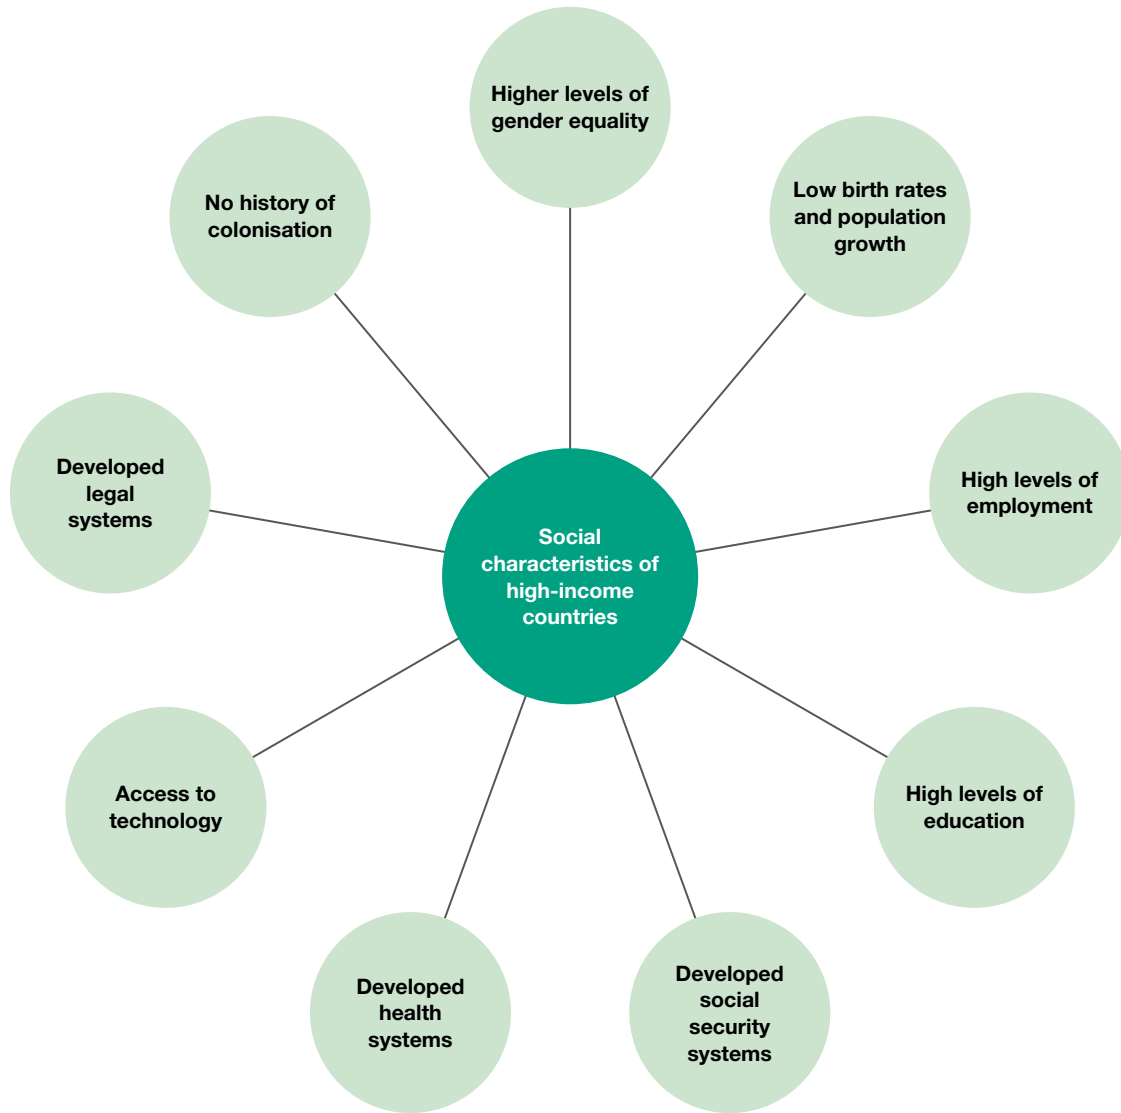 Higher levels of
gender equality
Low birth rates
and population
growth
No history of
colonisation
High levels of
employment
Developed
legal
systems
Social
characteristics of
high-income
countries
Access to
technology
High levels of
education
Developed
health
systems
Developed
social
security
systems